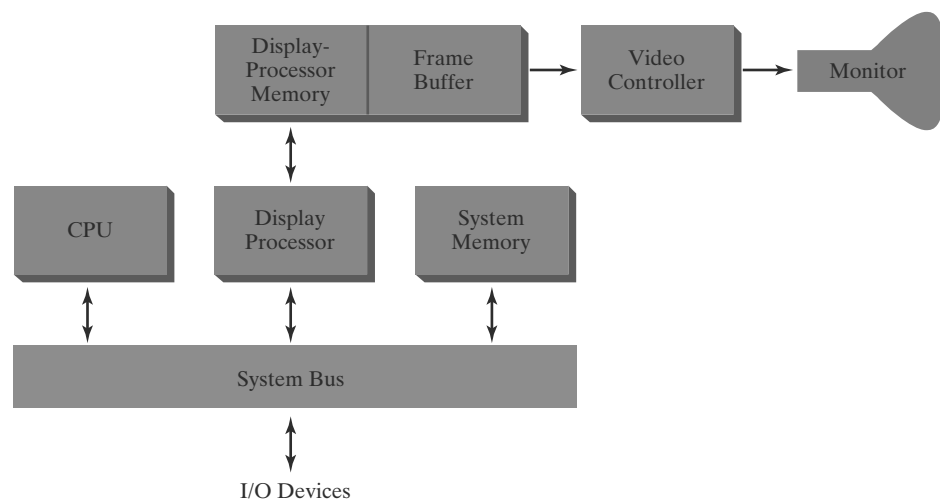 Display-
Processor
Memory
Frame
Buffer
Video
Controller
Monitor
CPU
Display
Processor
System
Memory
System Bus
I/O Devices